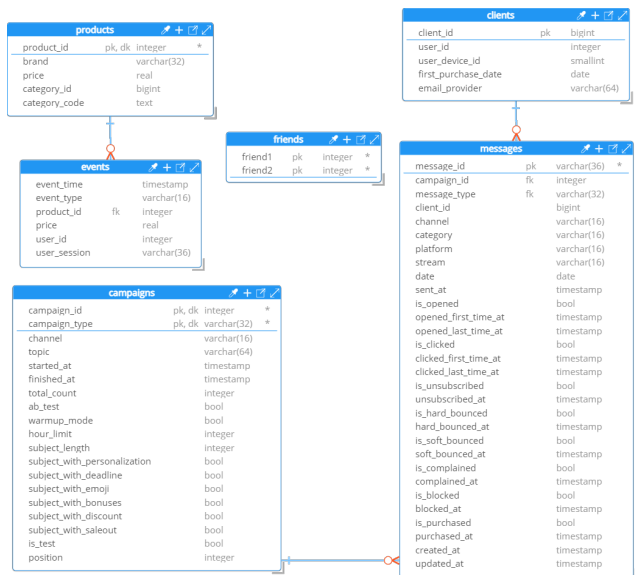 products
product_id pk, dk integer *
brand varchar(32)
price real
category_id bigint
category_code text
clients
client_id pk bigint
user_id integer
user_device_id smallint
first_purchase_date date
email_provider varchar(64)
friends
friend1 pk integer *
friend2 pk integer *
events
event_time timestamp
event_type varchar(16)
product_id fk integer
price real
user_id integer
user_session varchar(36)
messages
message_id pk varchar(36) *
campaign_id fk integer
message_type fk varchar(32)
client_id bigint
channel varchar(16)
category varchar(16)
platform varchar(16)
stream varchar(16)
date date
sent_at timestamp
is_opened bool
opened_first_time_at timestamp
opened_last_time_at timestamp
is_clicked bool
clicked_first_time_at timestamp
clicked_last_time_at timestamp
is_unsubscribed bool
unsubscribed_at timestamp
is_hard_bounced bool
hard_bounced_at timestamp
is_soft_bounced bool
soft_bounced_at timestamp
is_complained bool
complained_at timestamp
is_blocked bool
blocked_at timestamp
is_purchased bool
purchased_at timestamp
created_at timestamp
updated_at timestamp
campaigns
campaign_id pk, dk integer *
campaign_type pk, dk varchar(32) *
channel varchar(16)
topic varchar(64)
started_at timestamp
finished_at timestamp
total_count integer
ab_test bool
warmup_mode bool
hour_limit integer
subject_length integer
subject_with_personalization bool
subject_with_deadline bool
subject_with_emoji bool
subject_with_bonuses bool
subject_with_discount bool
subject_with_saleout bool
is_test bool
position integer